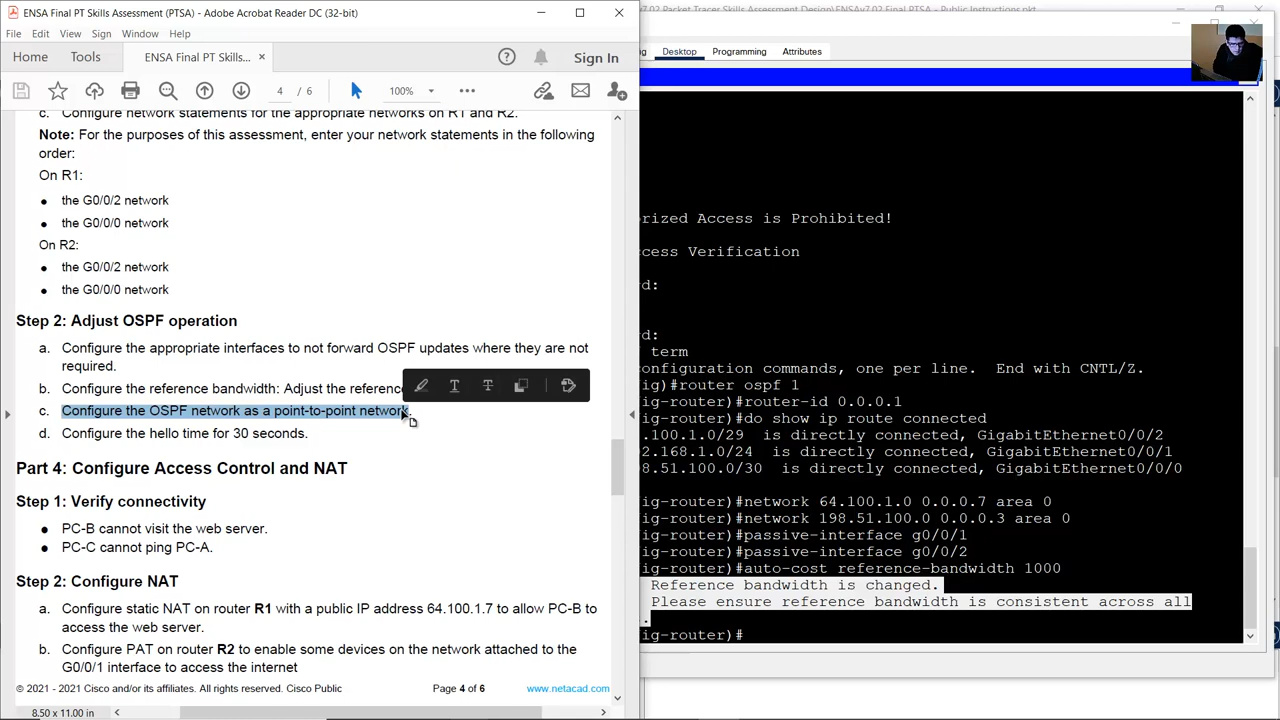 ENSA Final PT Skills Assessment (PTSA) - Adobe Acrobat Reader DC (32-bit)
File Edit View Sign Window Help
Home Tools ENSA Final PT Skills... × Sign In
4 / 6 100%
c. Configure network statements for the appropriate networks on R1 and R2.
Note: For the purposes of this assessment, enter your network statements in the following
order:
On R1:
• the G0/0/2 network
• the G0/0/0 network
On R2:
• the G0/0/2 network
• the G0/0/0 network
Step 2: Adjust OSPF operation
a. Configure the appropriate interfaces to not forward OSPF updates where they are not
required.
b. Configure the reference bandwidth: Adjust the reference
c. Configure the OSPF network as a point-to-point network.
d. Configure the hello time for 30 seconds.
Part 4: Configure Access Control and NAT
Step 1: Verify connectivity
• PC-B cannot visit the web server.
• PC-C cannot ping PC-A.
Step 2: Configure NAT
a. Configure static NAT on router R1 with a public IP address 64.100.1.7 to allow PC-B to
access the web server.
b. Configure PAT on router R2 to enable some devices on the network attached to the
G0/0/1 interface to access the internet
© 2021 - 2021 Cisco and/or its affiliates. All rights reserved. Cisco Public Page 4 of 6 www.netacad.com
8.50 x 11.00 in
v7.02 Packet Tracer Skills Assessment Design\ENSAv7.02 Final PTSA - Public Instructions.pkt
Desktop Programming Attributes
rized Access is Prohibited!
cess Verification
d:
rd:
f term
onfiguration commands, one per line. End with CNTL/Z.
fig)#router ospf 1
ig-router)#router-id 0.0.0.1
ig-router)#do show ip route connected
.100.1.0/29 is directly connected, GigabitEthernet0/0/2
2.168.1.0/24 is directly connected, GigabitEthernet0/0/1
8.51.100.0/30 is directly connected, GigabitEthernet0/0/0
ig-router)#network 64.100.1.0 0.0.0.7 area 0
ig-router)#network 198.51.100.0 0.0.0.3 area 0
ig-router)#passive-interface g0/0/1
ig-router)#passive-interface g0/0/2
ig-router)#auto-cost reference-bandwidth 1000
Reference bandwidth is changed.
Please ensure reference bandwidth is consistent across all
.
ig-router)#